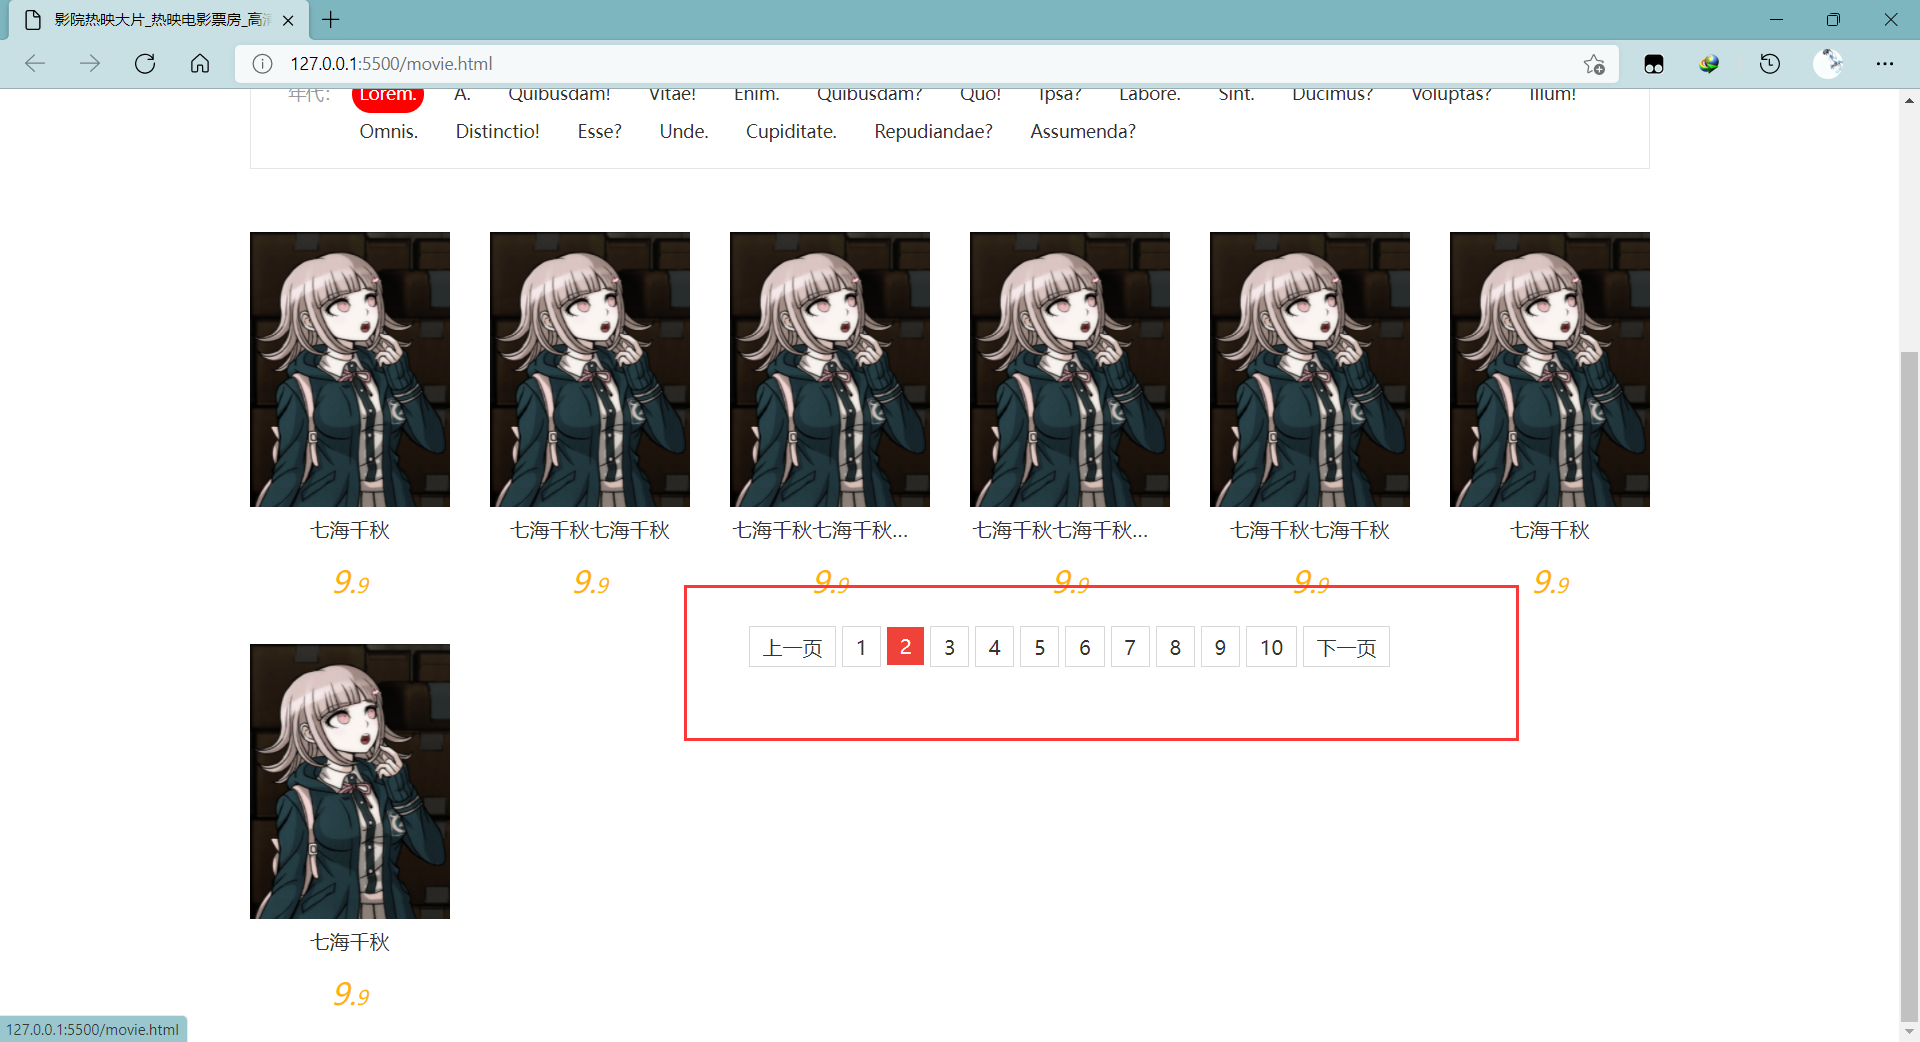 影院热映大片_热映电影票房_高清
127.0.0.1:5500/movie.html
年代: Lorem. A. Quibusdam! Vitae! Enim. Quibusdam? Quo! Ipsa? Labore. Sint. Ducimus? Voluptas? Illum!
Omnis. Distinctio! Esse? Unde. Cupiditate. Repudiandae? Assumenda?
七海千秋 七海千秋七海千秋 七海千秋七海千秋... 七海千秋七海千秋... 七海千秋七海千秋 七海千秋
9.9 9.9 9.9 9.9 9.9 9.9
上一页 1 2 3 4 5 6 7 8 9 10 下一页
七海千秋
9.9
127.0.0.1:5500/movie.html